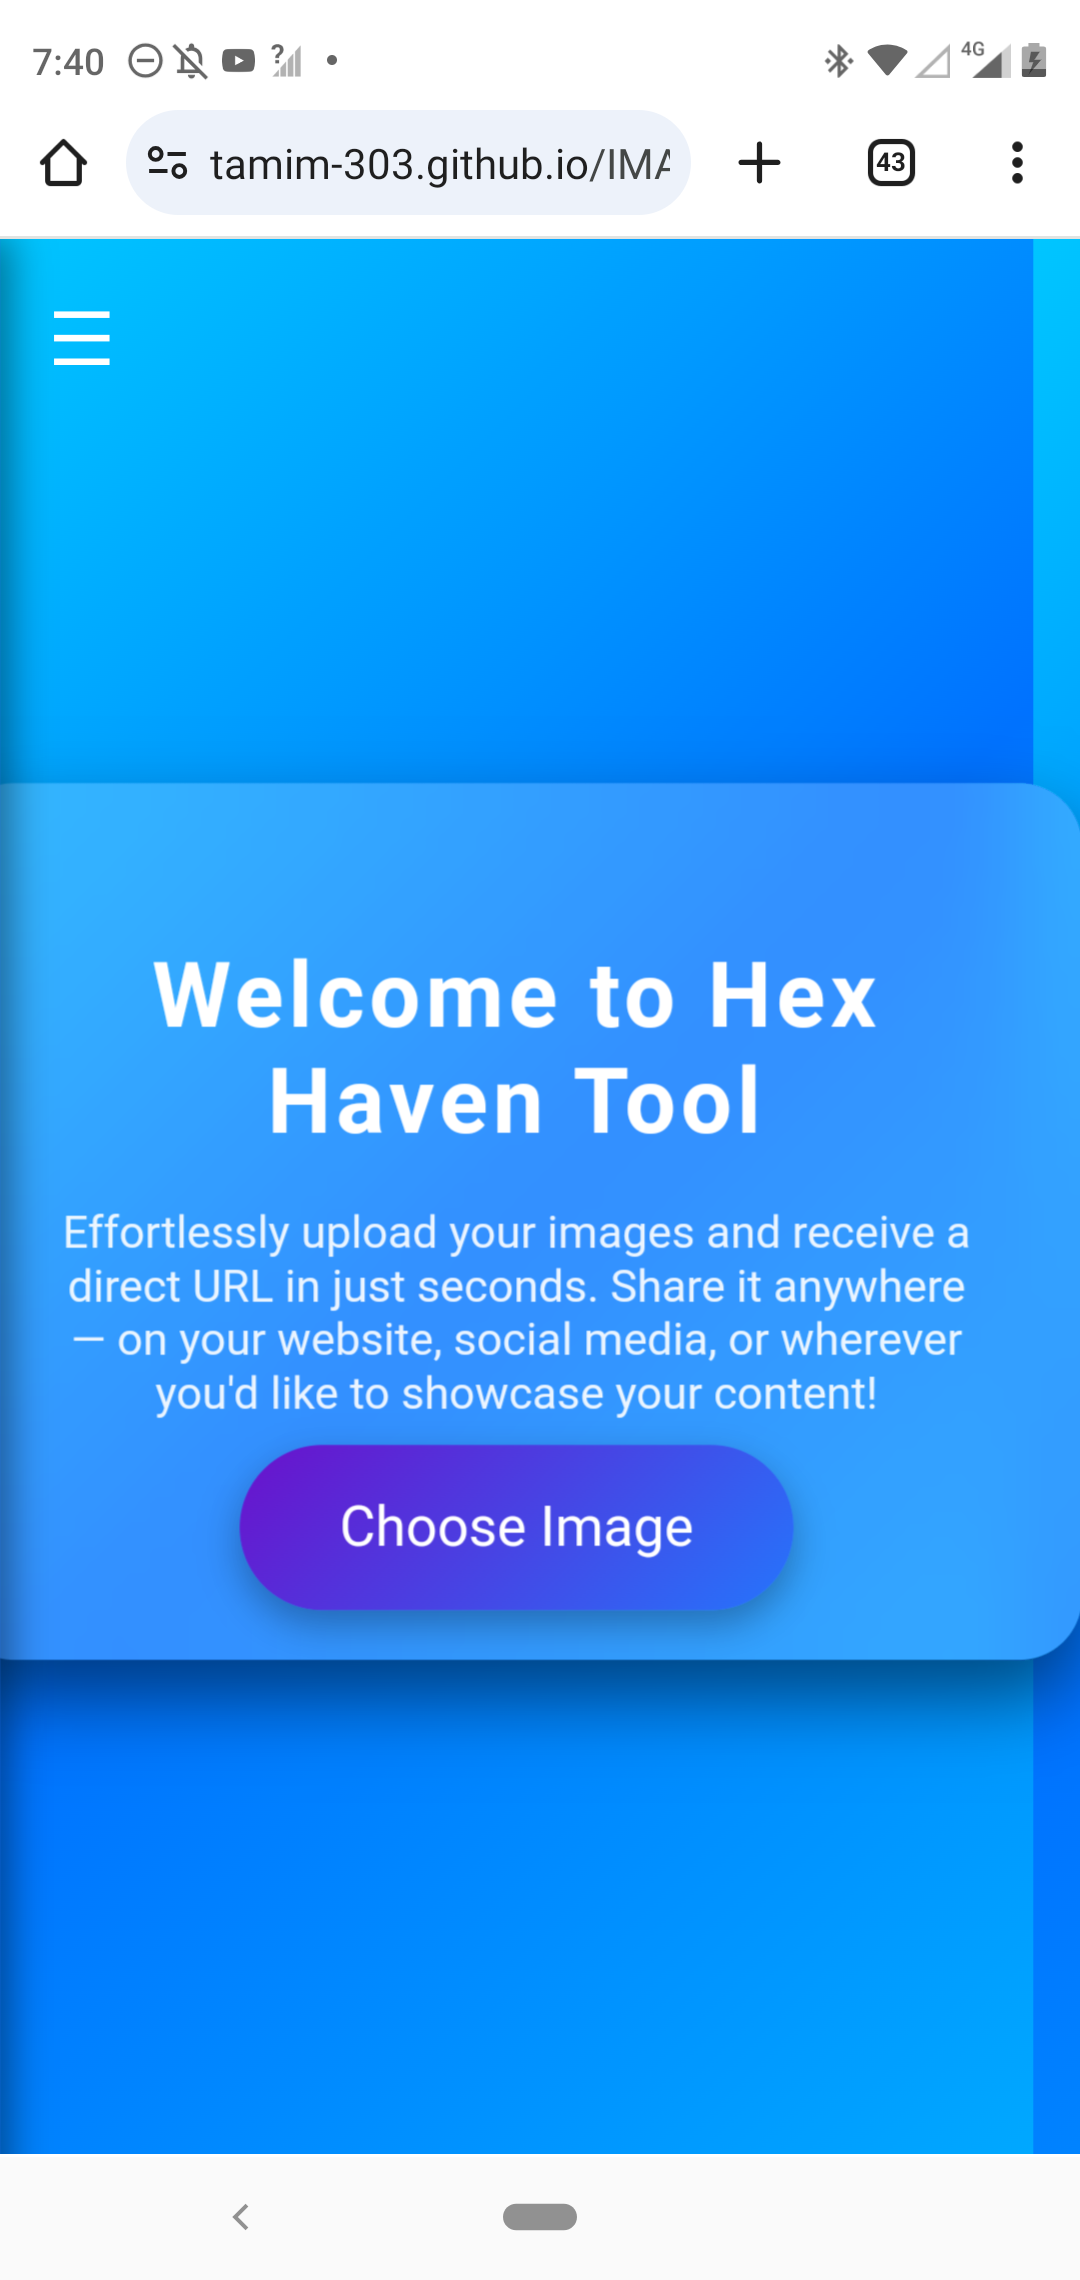 7:40
4G
tamim-303.github.io/IMA
43
Welcome to Hex
Haven Tool
Effortlessly upload your images and receive a
direct URL in just seconds. Share it anywhere
— on your website, social media, or wherever
you'd like to showcase your content!
Choose Image